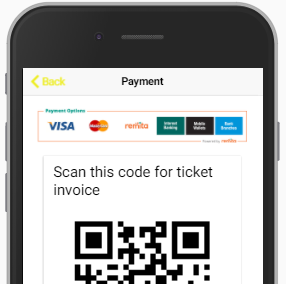 Back
Payment
Payment Options
VISA
MasterCard
remita
Internet Banking
Mobile Wallets
Bank Branches
Powered by remita
Scan this code for ticket
invoice